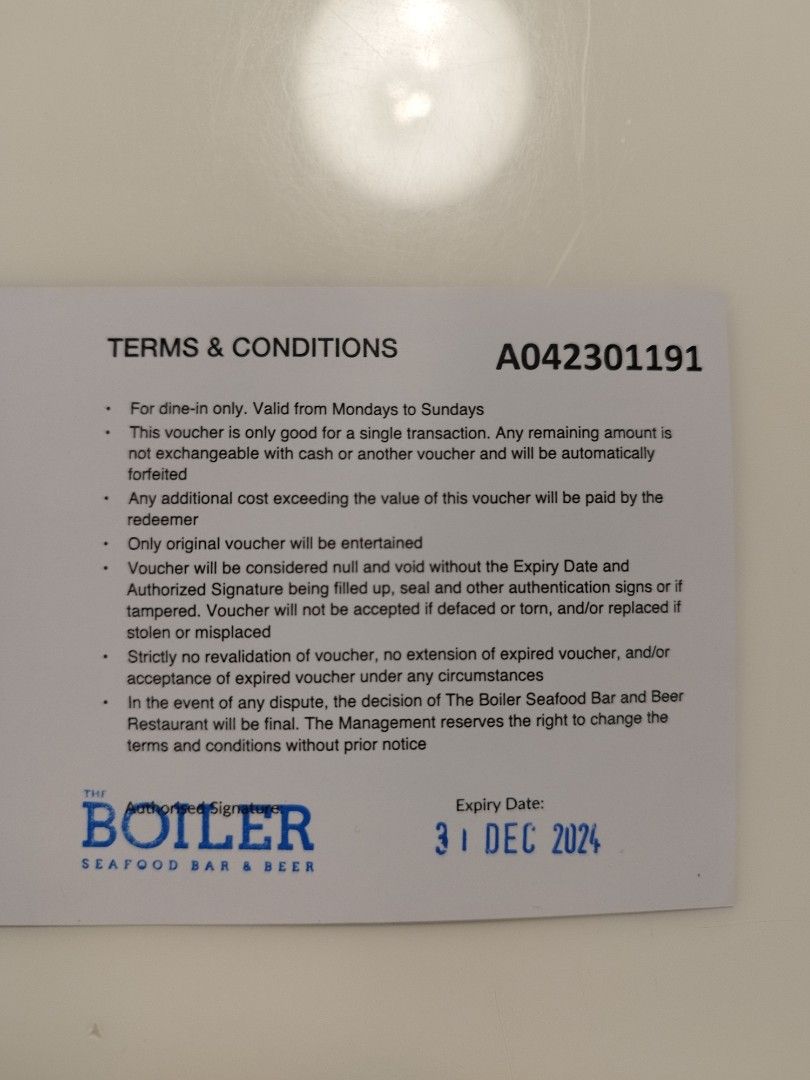 TERMS & CONDITIONS
A042301191
• For dine-in only. Valid from Mondays to Sundays
• This voucher is only good for a single transaction. Any remaining amount is
not exchangeable with cash or another voucher and will be automatically
forfeited
• Any additional cost exceeding the value of this voucher will be paid by the
redeemer
• Only original voucher will be entertained
• Voucher will be considered null and void without the Expiry Date and
Authorized Signature being filled up, seal and other authentication signs or if
tampered. Voucher will not be accepted if defaced or torn, and/or replaced if
stolen or misplaced
• Strictly no revalidation of voucher, no extension of expired voucher, and/or
acceptance of expired voucher under any circumstances
• In the event of any dispute, the decision of The Boiler Seafood Bar and Beer
Restaurant will be final. The Management reserves the right to change the
terms and conditions without prior notice
Authorised Signature:
THE
BOILER
SEAFOOD BAR & BEER
Expiry Date:
31 DEC 2024